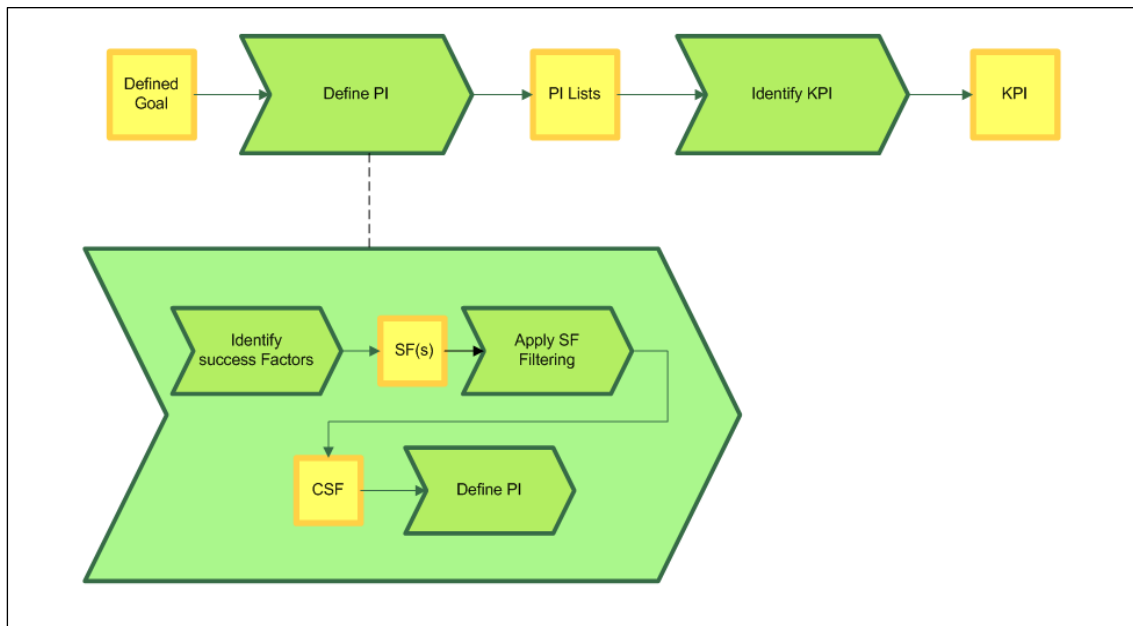 Defined
Goal
Define PI
PI Lists
Identify KPI
KPI
Identify
success Factors
SF(s)
Apply SF
Filtering
CSF
Define PI